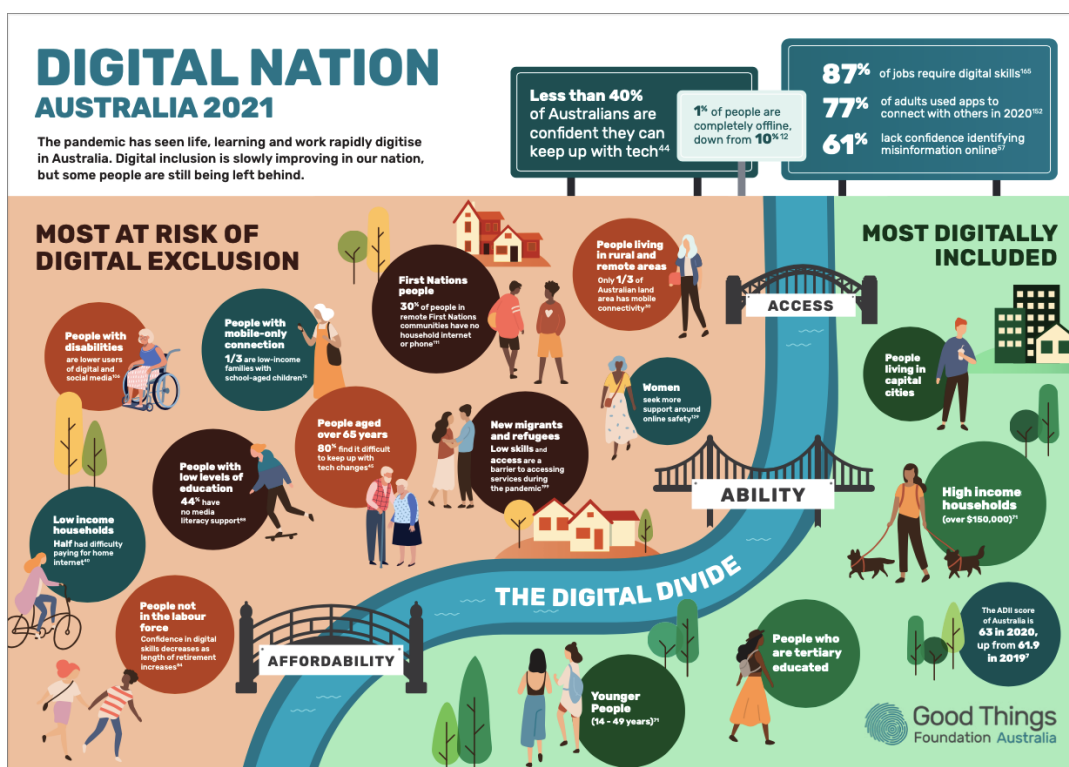 DIGITAL NATION
AUSTRALIA 2021
The pandemic has seen life, learning and work rapidly digitise
in Australia. Digital inclusion is slowly improving in our nation,
but some people are still being left behind.
Less than 40%
of Australians are
confident they can
keep up with tech44
1% of people are
completely offline,
down from 10%12
87% of jobs require digital skills165
77% of adults used apps to
connect with others in 2020152
61% lack confidence identifying
misinformation online57
MOST AT RISK OF
DIGITAL EXCLUSION
MOST DIGITALLY
INCLUDED
People with
disabilities
are lower users
of digital and
social media
People with
mobile-only
connection
1/3 are low-income
families with
school-aged children
First Nations
people
30% of people in
remote First Nations
communities have no
household internet
or phone
People living
in rural and
remote areas
Only 1/3 of
Australian land
area has mobile
connectivity
ACCESS
People
living in
capital
cities
Women
seek more
support around
online safety129
People aged
over 65 years
80% find it difficult
to keep up with
tech changes
New migrants
and refugees
Low skills and
access are a
barrier to accessing
services during
the pandemic
People with
low levels of
education
44% have
no media
literacy support
ABILITY
High income
households
(over $150,000)71
Low income
households
Half had difficulty
paying for home
internet
THE DIGITAL DIVIDE
People not
in the labour
force
Confidence in digital
skills decreases as
length of retirement
increases
AFFORDABILITY
Younger
People
(14 - 49 years)71
People who
are tertiary
educated
The ADII score
of Australia is
63 in 2020,
up from 61.9
in 20197
Good Things
Foundation Australia